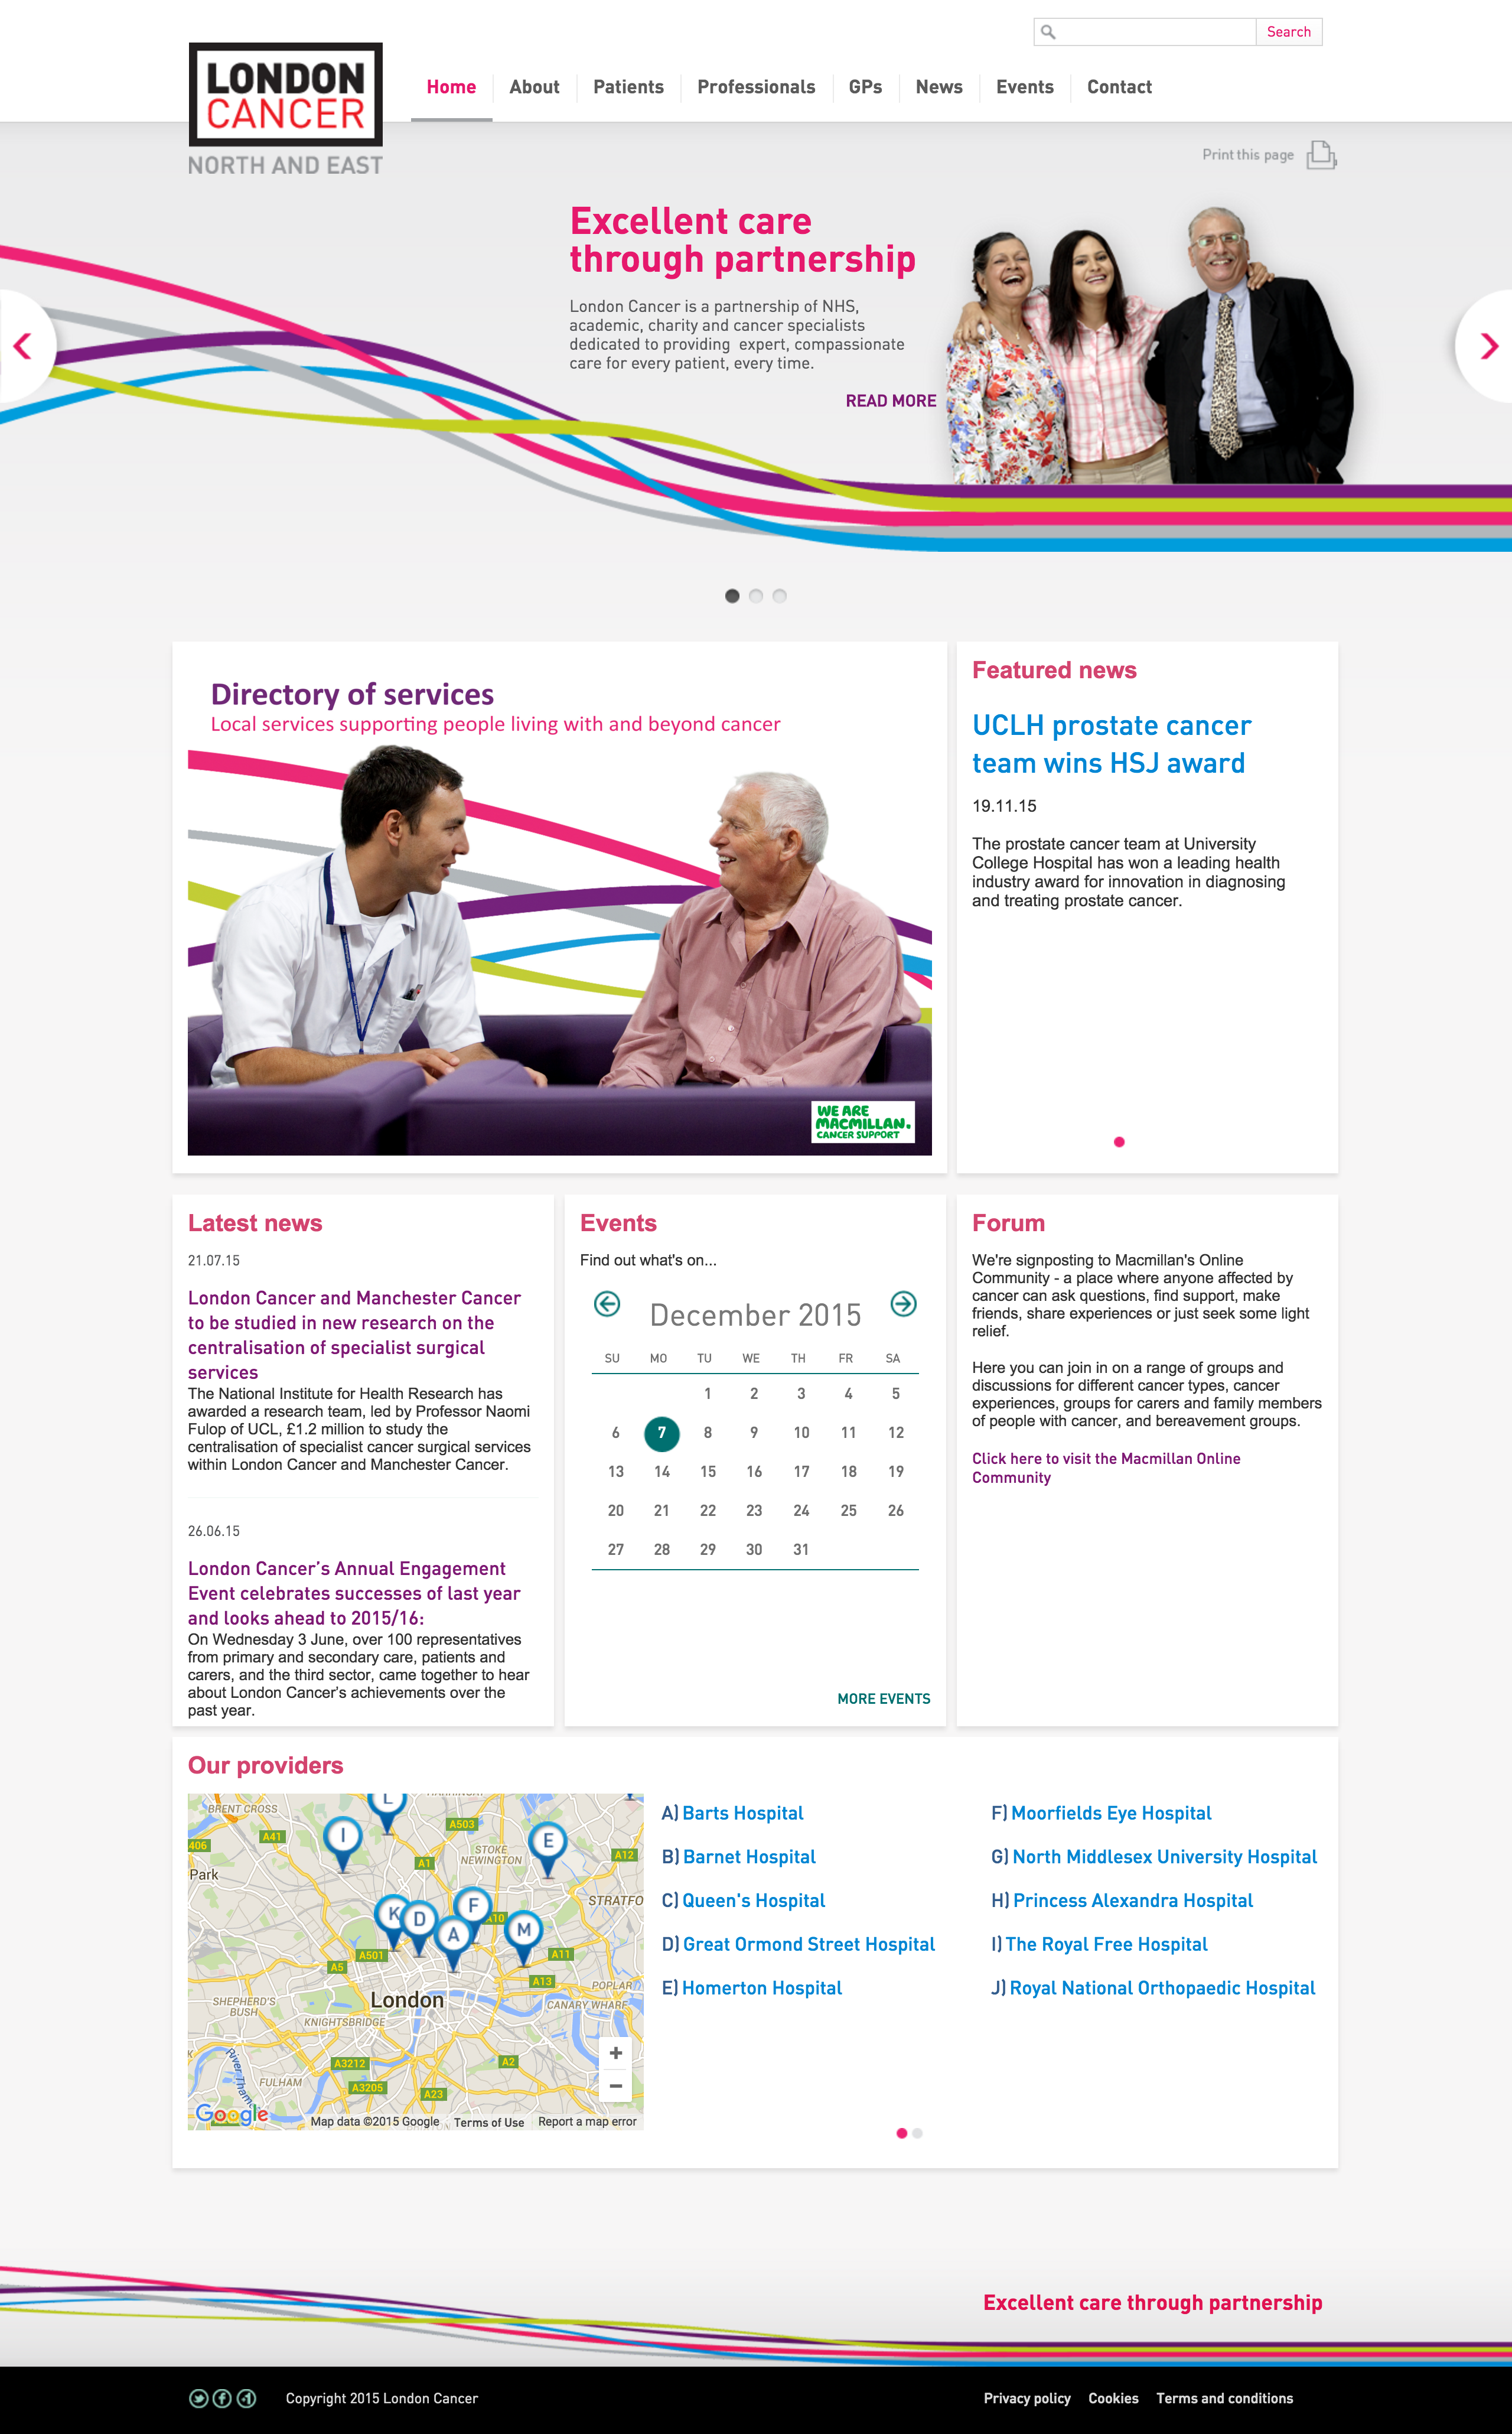 Search
LONDON
CANCER
NORTH AND EAST
Home
About
Patients
Professionals
GPs
News
Events
Contact
Print this page
Excellent care
through partnership
London Cancer is a partnership of NHS,
academic, charity and cancer specialists
dedicated to providing expert, compassionate
care for every patient, every time.
READ MORE
Directory of services
Local services supporting people living with and beyond cancer
WE ARE
MACMILLAN.
CANCER SUPPORT
Featured news
UCLH prostate cancer
team wins HSJ award
19.11.15
The prostate cancer team at University
College Hospital has won a leading health
industry award for innovation in diagnosing
and treating prostate cancer.
Latest news
21.07.15
London Cancer and Manchester Cancer
to be studied in new research on the
centralisation of specialist surgical
services
The National Institute for Health Research has
awarded a research team, led by Professor Naomi
Fulop of UCL, £1.2 million to study the
centralisation of specialist cancer surgical services
within London Cancer and Manchester Cancer.
26.06.15
London Cancer’s Annual Engagement
Event celebrates successes of last year
and looks ahead to 2015/16:
On Wednesday 3 June, over 100 representatives
from primary and secondary care, patients and
carers, and the third sector, came together to hear
about London Cancer’s achievements over the
past year.
Events
Find out what's on...
December 2015
SU MO TU WE TH FR SA
1 2 3 4 5
6 7 8 9 10 11 12
13 14 15 16 17 18 19
20 21 22 23 24 25 26
27 28 29 30 31
MORE EVENTS
Forum
We're signposting to Macmillan's Online
Community - a place where anyone affected by
cancer can ask questions, find support, make
friends, share experiences or just seek some light
relief.
Here you can join in on a range of groups and
discussions for different cancer types, cancer
experiences, groups for carers and family members
of people with cancer, and bereavement groups.
Click here to visit the Macmillan Online
Community
Our providers
BRENT CROSS
L
A503
A41
I
E
406
STOKE
NEWINGTON
A1
A12
Park
STRATFO
K
D
F
A10
A
M
A501
A11
A5
A13
POPLAR
London
SHEPHERD'S
BUSH
CANARY WHARF
KNIGHTSBRIDGE
A3212
A2
River Tham
FULHAM
A3205
A23
+
−
Google
Map data ©2015 Google
Terms of Use
Report a map error
A) Barts Hospital
B) Barnet Hospital
C) Queen's Hospital
D) Great Ormond Street Hospital
E) Homerton Hospital
F) Moorfields Eye Hospital
G) North Middlesex University Hospital
H) Princess Alexandra Hospital
I) The Royal Free Hospital
J) Royal National Orthopaedic Hospital
Excellent care through partnership
Copyright 2015 London Cancer
Privacy policy
Cookies
Terms and conditions